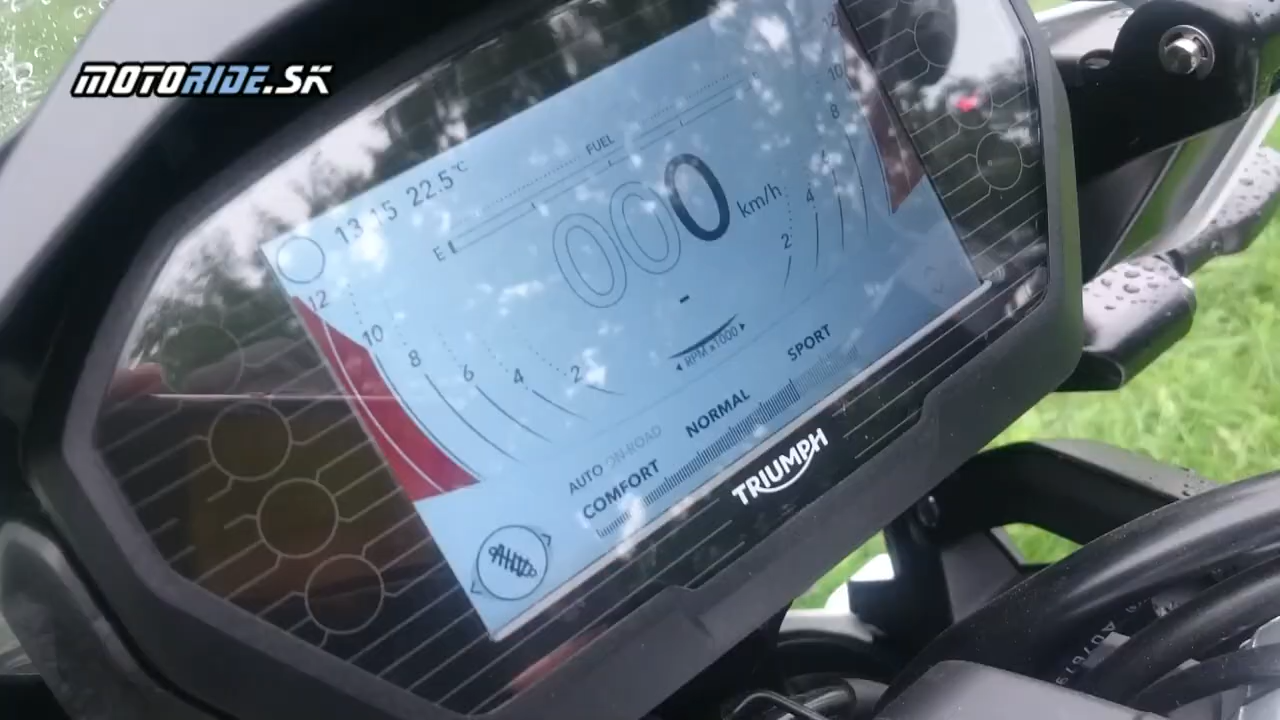 MOTORIDE.SK
13:15 22.5°C
FUEL
E
000 km/h
-
12 10 8 6 4 2
2 4 8 10 12
RPM x1000
AUTO ON-ROAD
COMFORT NORMAL SPORT
TRIUMPH